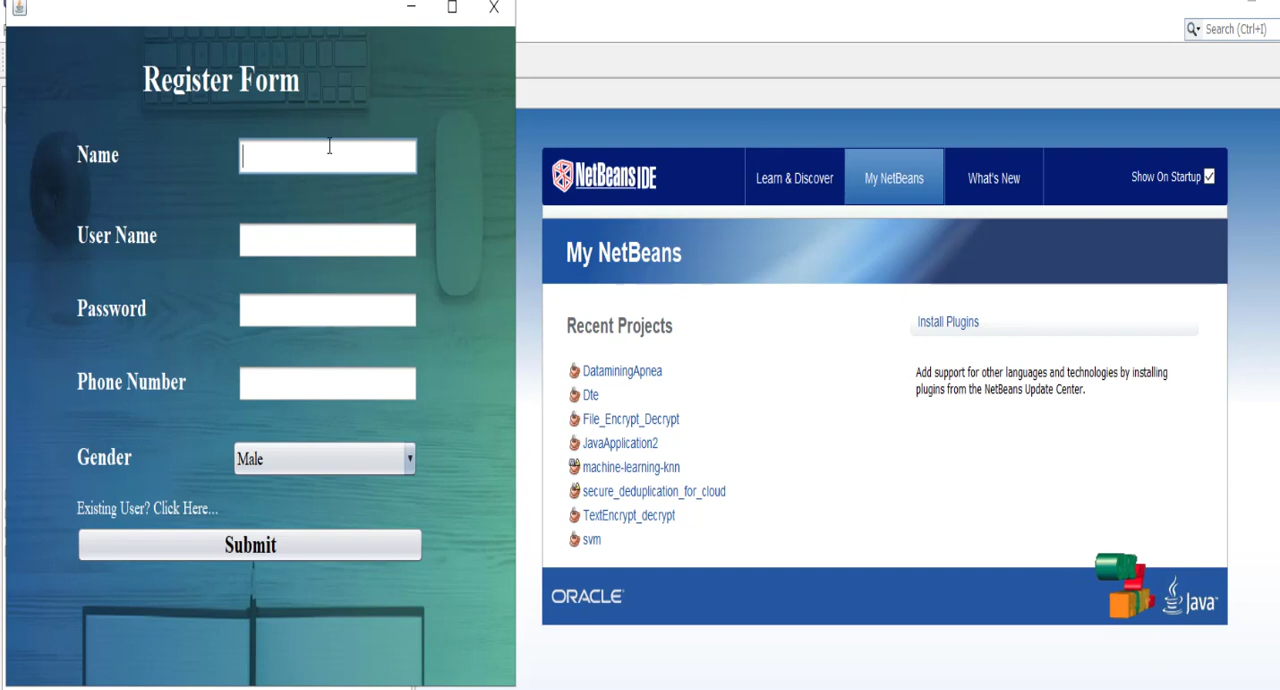 Search (Ctrl+I)
Register Form
Name
User Name
Password
Phone Number
Gender
Male
Existing User? Click Here...
Submit
NetBeans IDE
Learn & Discover
My NetBeans
What's New
Show On Startup
My NetBeans
Recent Projects
DataminingApnea
Dte
File_Encrypt_Decrypt
JavaApplication2
machine-learning-knn
secure_deduplication_for_cloud
TextEncrypt_decrypt
svm
Install Plugins
Add support for other languages and technologies by installing
plugins from the NetBeans Update Center.
ORACLE
Java